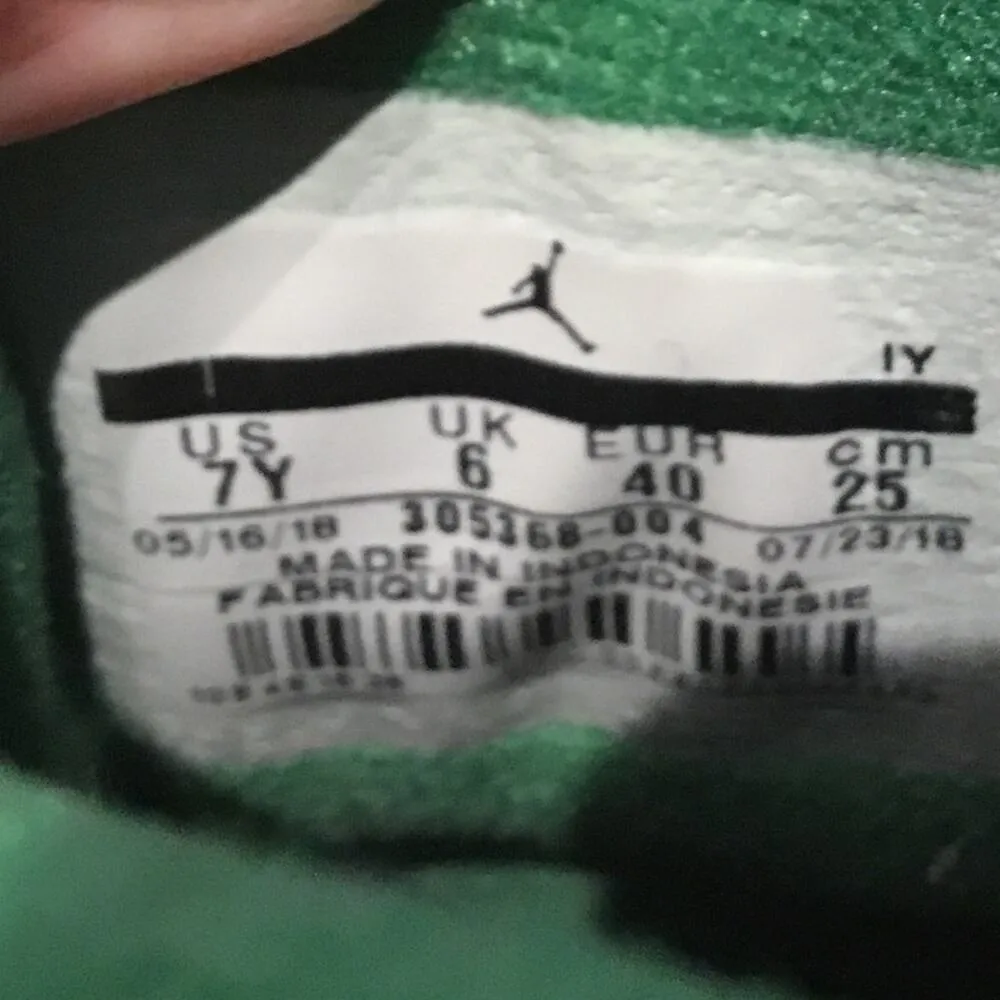 IY
US UK EUR cm
7Y 6 40 25
05/16/18 305368-004 07/23/18
MADE IN INDONESIA
FABRIQUE EN INDONESIE